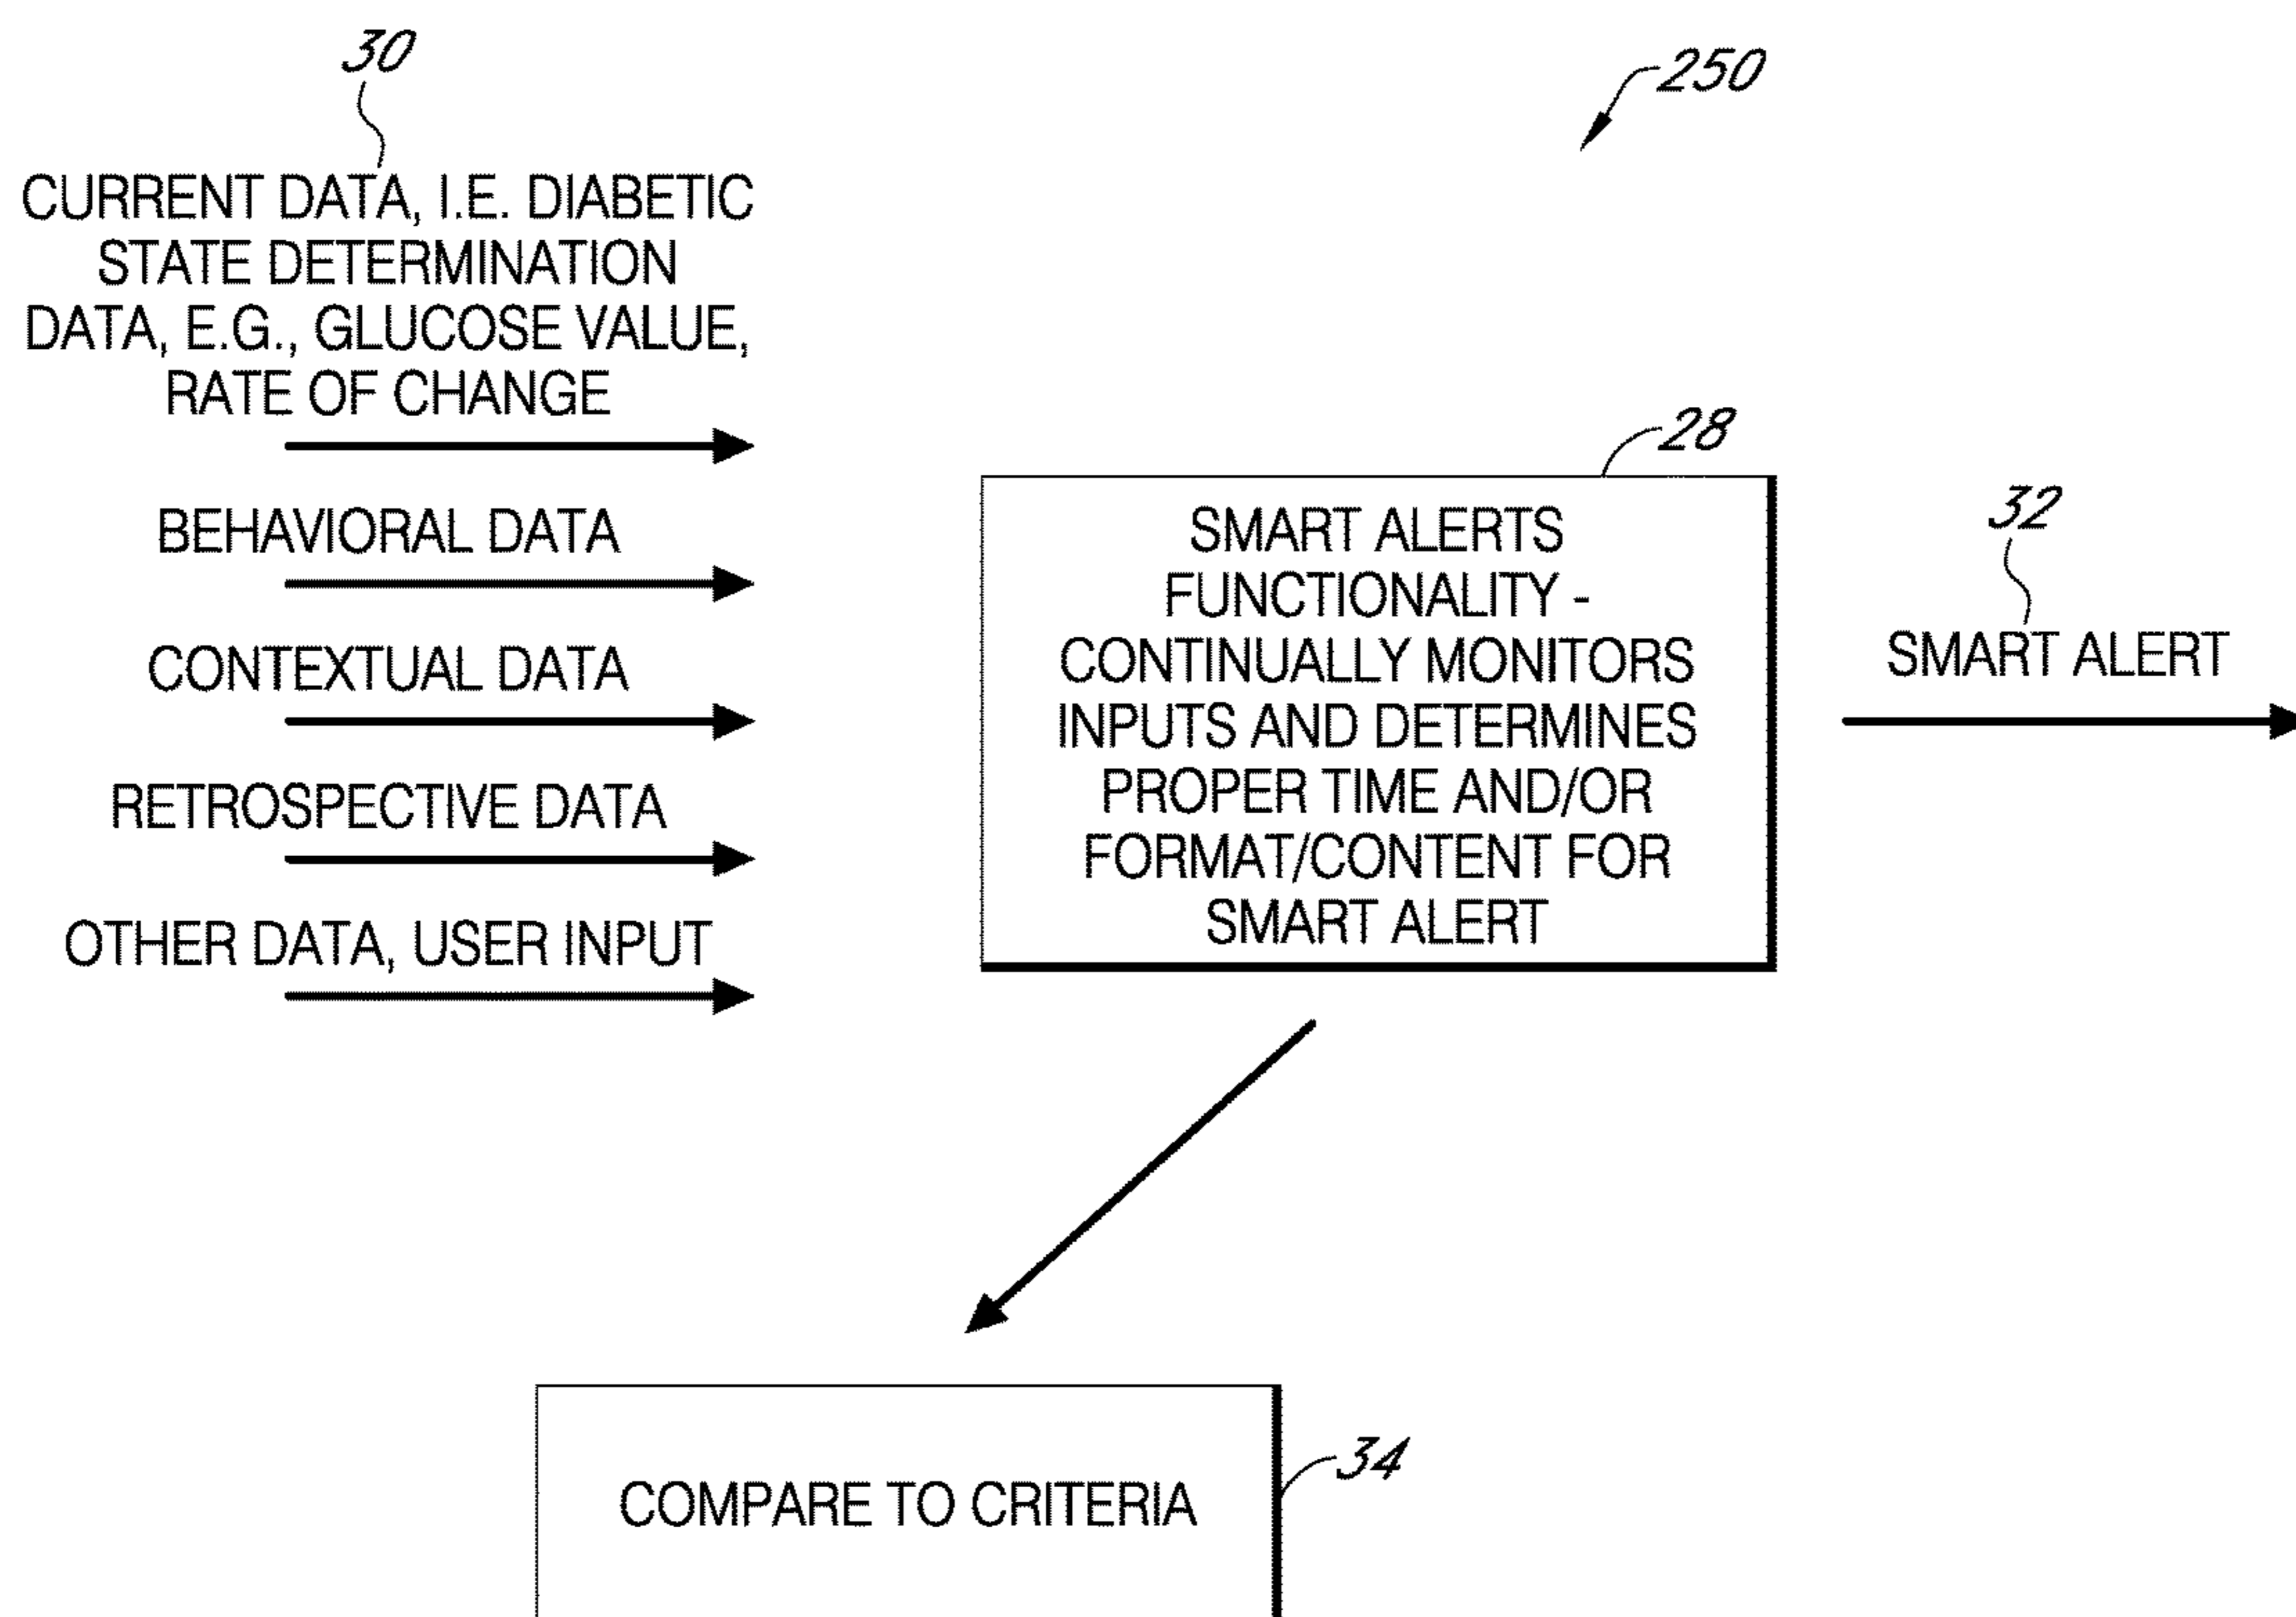 30
250
CURRENT DATA, I.E. DIABETIC
STATE DETERMINATION
DATA, E.G., GLUCOSE VALUE,
RATE OF CHANGE
BEHAVIORAL DATA
CONTEXTUAL DATA
RETROSPECTIVE DATA
OTHER DATA, USER INPUT
28
SMART ALERTS
FUNCTIONALITY -
CONTINUALLY MONITORS
INPUTS AND DETERMINES
PROPER TIME AND/OR
FORMAT/CONTENT FOR
SMART ALERT
32
SMART ALERT
34
COMPARE TO CRITERIA